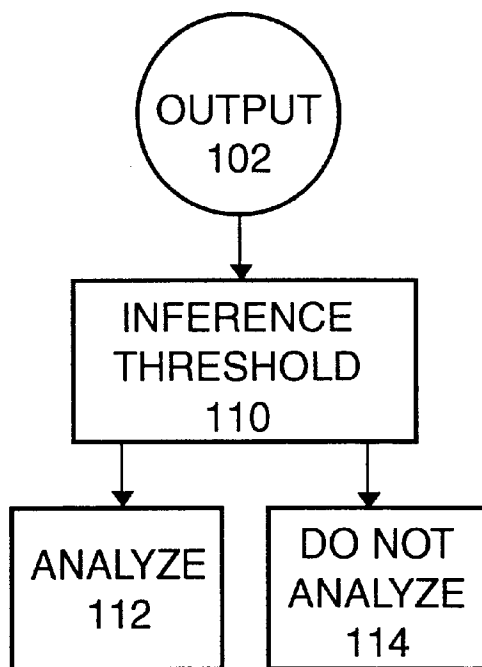 OUTPUT
102
INFERENCE
THRESHOLD
110
ANALYZE
112
DO NOT
ANALYZE
114